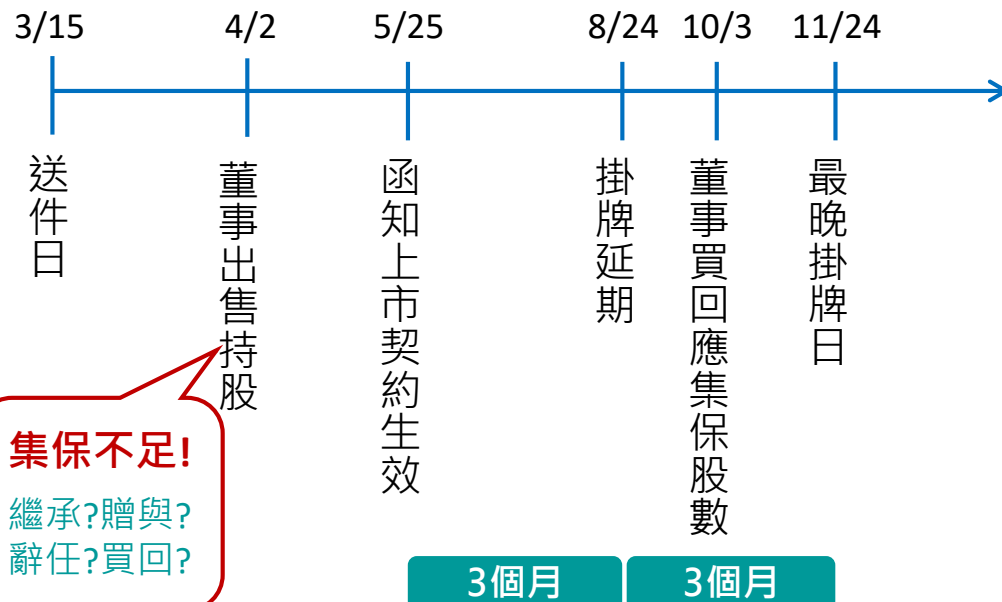 3/15
4/2
5/25
8/24
10/3
11/24
送件日
董事出售持股
函知上市契約生效
掛牌延期
董事買回應集保股數
最晚掛牌日
集保不足!
繼承?贈與?
辭任?買回?
3個月
3個月